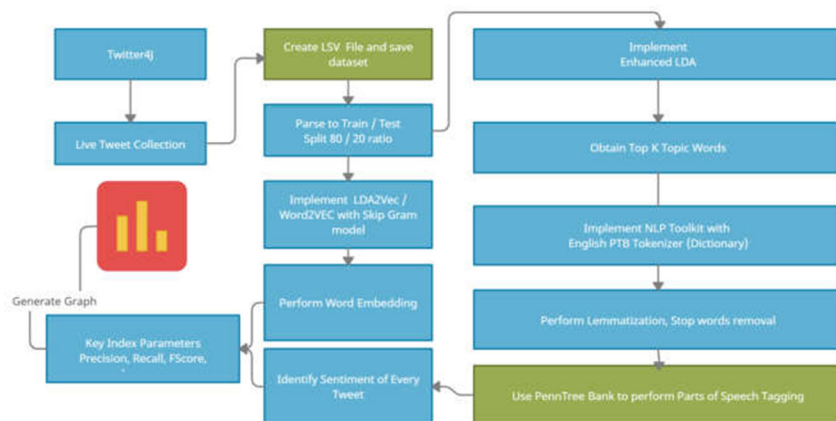 Twitter4J
Live Tweet Collection
Create LSV File and save
dataset
Parse to Train / Test
Split 80 / 20 ratio
Implement LDA2Vec /
Word2VEC with Skip Gram
model
Perform Word Embedding
Identify Sentiment of Every
Tweet
Generate Graph
Key Index Parameters
Precision, Recall, FScore,
Implement
Enhanced LDA
Obtain Top K Topic Words
Implement NLP Toolkit with
English PTB Tokenizer (Dictionary)
Perform Lemmatization, Stop words removal
Use PennTree Bank to perform Parts of Speech Tagging